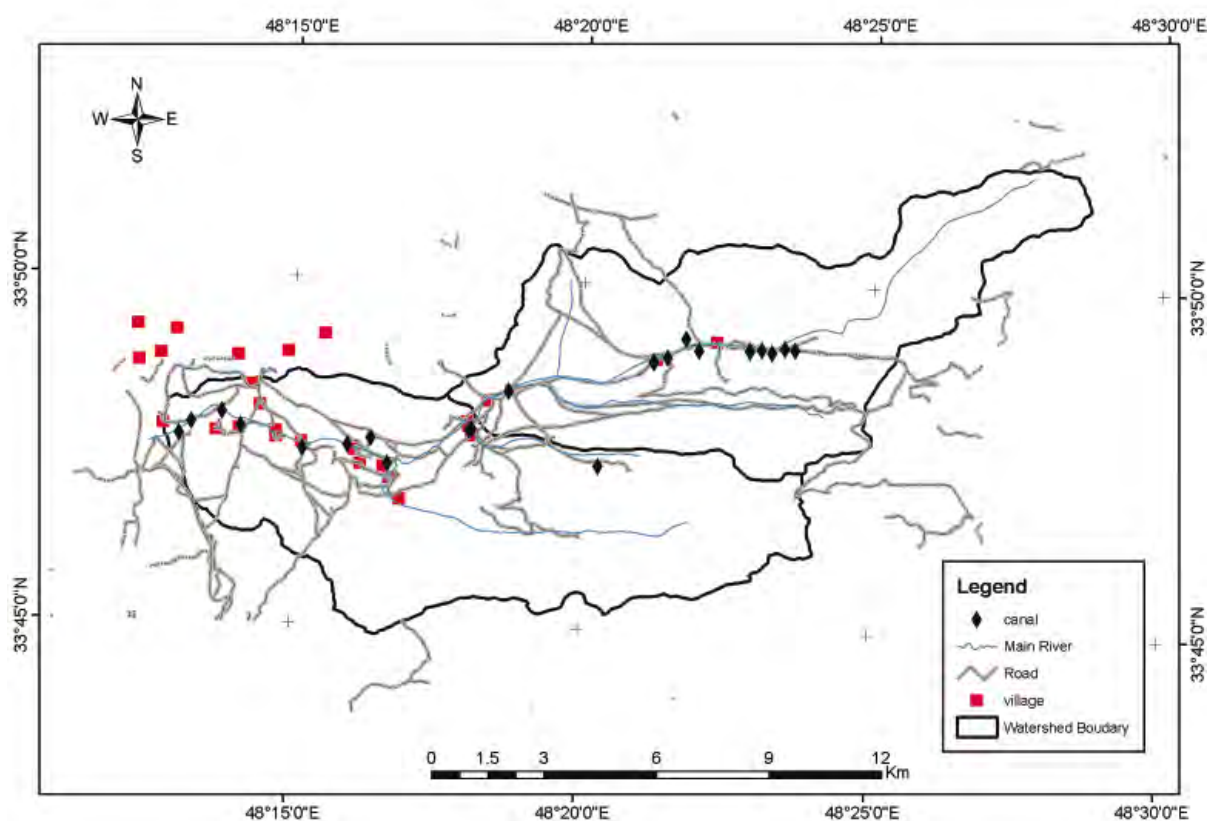 48°15'0"E 48°20'0"E 48°25'0"E 48°30'0"E
N
W E
S
33°50'0"N
33°50'0"N
33°45'0"N
33°45'0"N
Legend
canal
Main River
Road
village
Watershed Boudary
0 1.5 3 6 9 12
Km
48°15'0"E 48°20'0"E 48°25'0"E 48°30'0"E